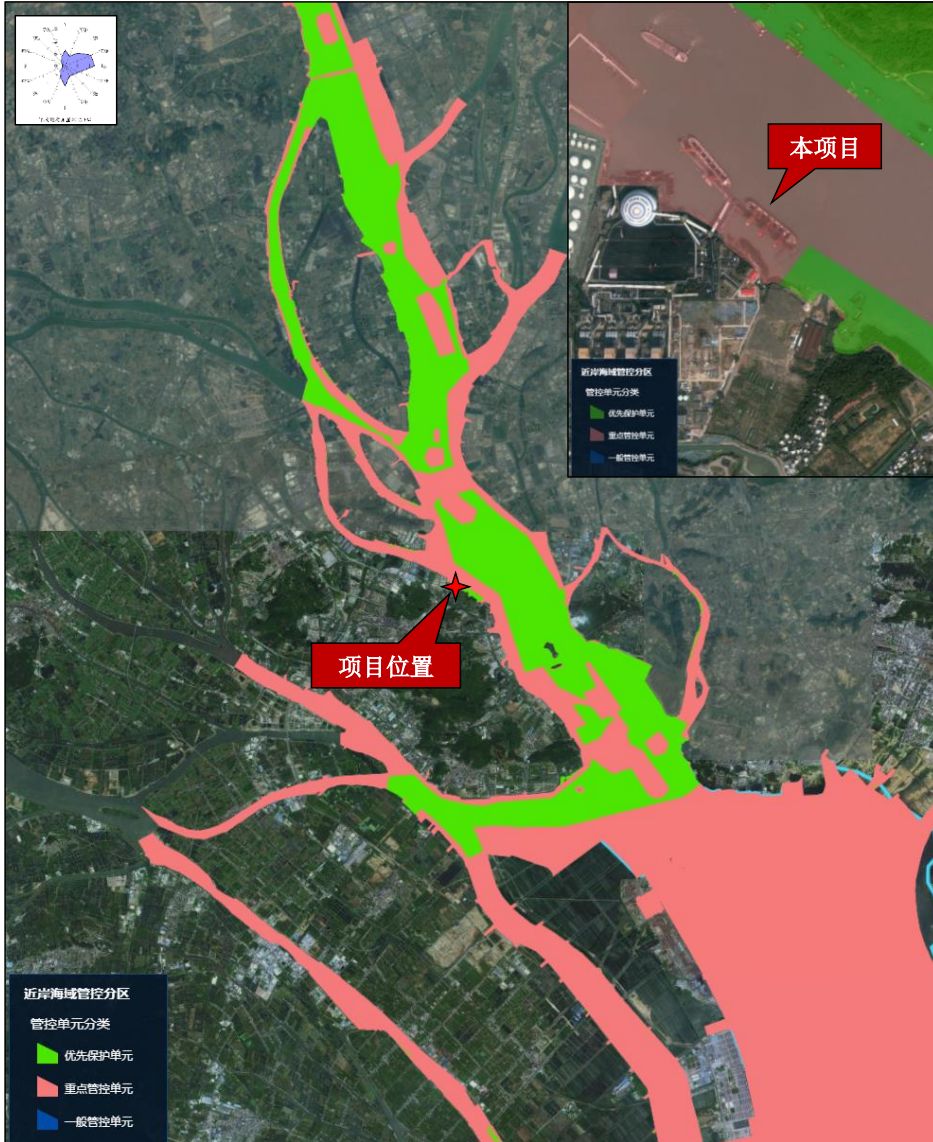 本项目
近岸海域管控分区
管控单元分类
优先保护单元
重点管控单元
一般管控单元
项目位置
近岸海域管控分区
管控单元分类
优先保护单元
重点管控单元
一般管控单元